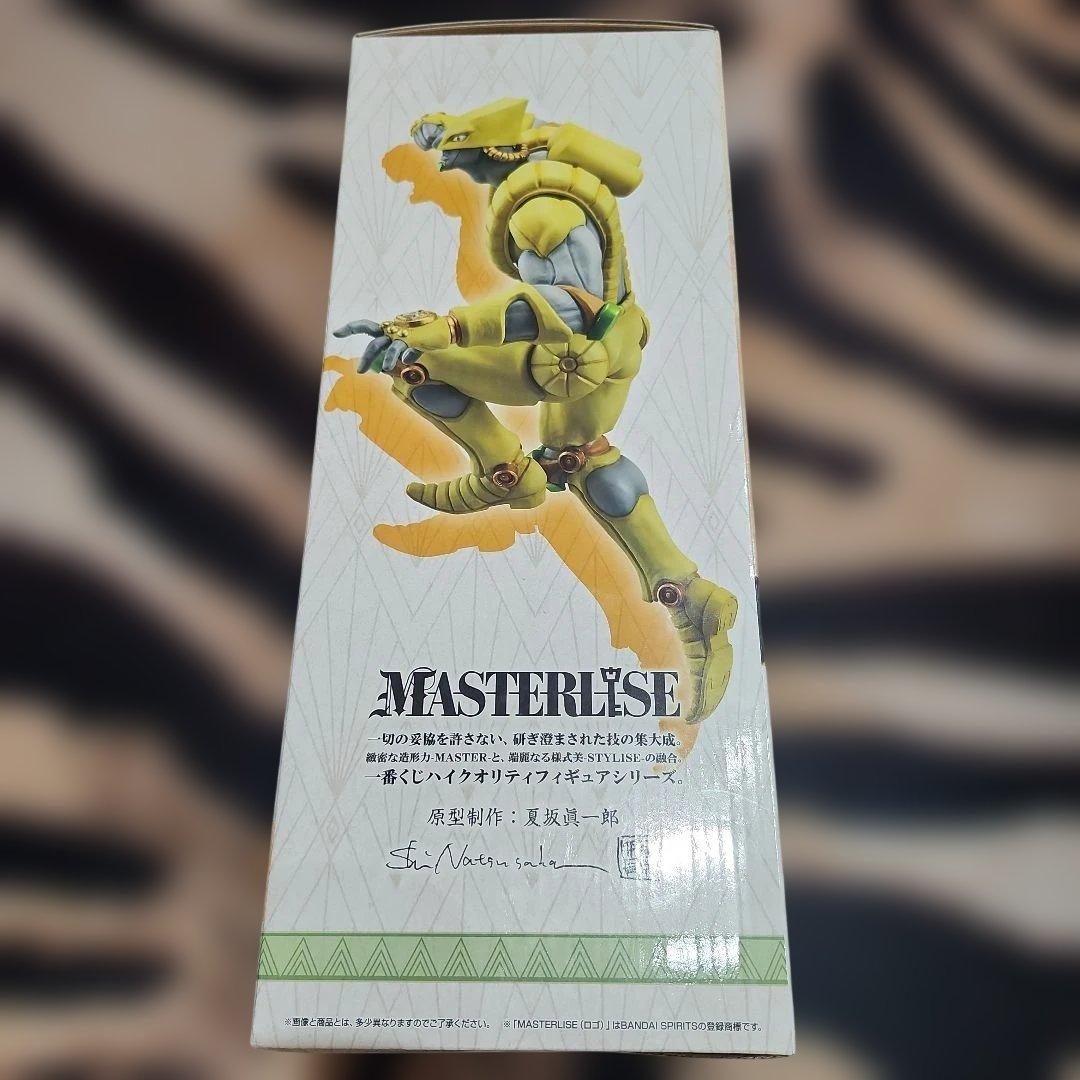 MASTERLISE
一切の妥協を許さない、研ぎ澄まされた技の集大成。
緻密な造形力-MASTER-と、端麗なる様式美-STYLISE-の融合。
一番くじハイクオリティフィギュアシリーズ。
原型制作：夏坂眞一郎
Shin Natsusaka
※画像と商品とは、多少異なりますのでご了承ください。 ※「MASTERLISE（ロゴ）」はBANDAI SPIRITSの登録商標です。